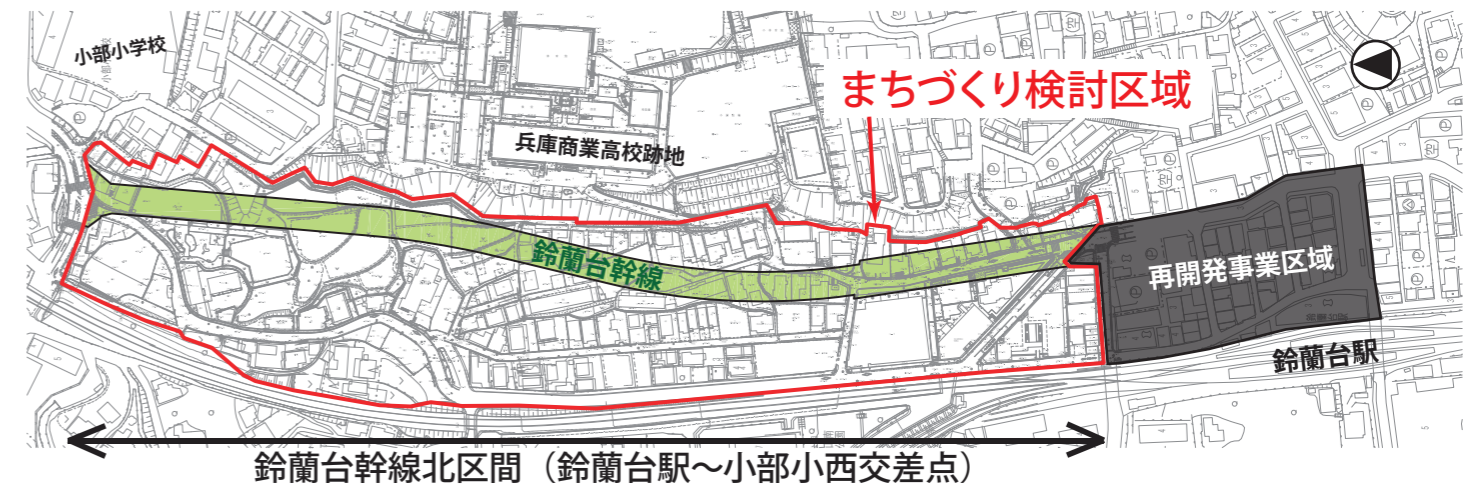 小部小学校
まちづくり検討区域
兵庫商業高校跡地
鈴蘭台幹線
再開発事業区域
鈴蘭台駅
鈴蘭台幹線北区間(鈴蘭台駅~小部小西交差点)